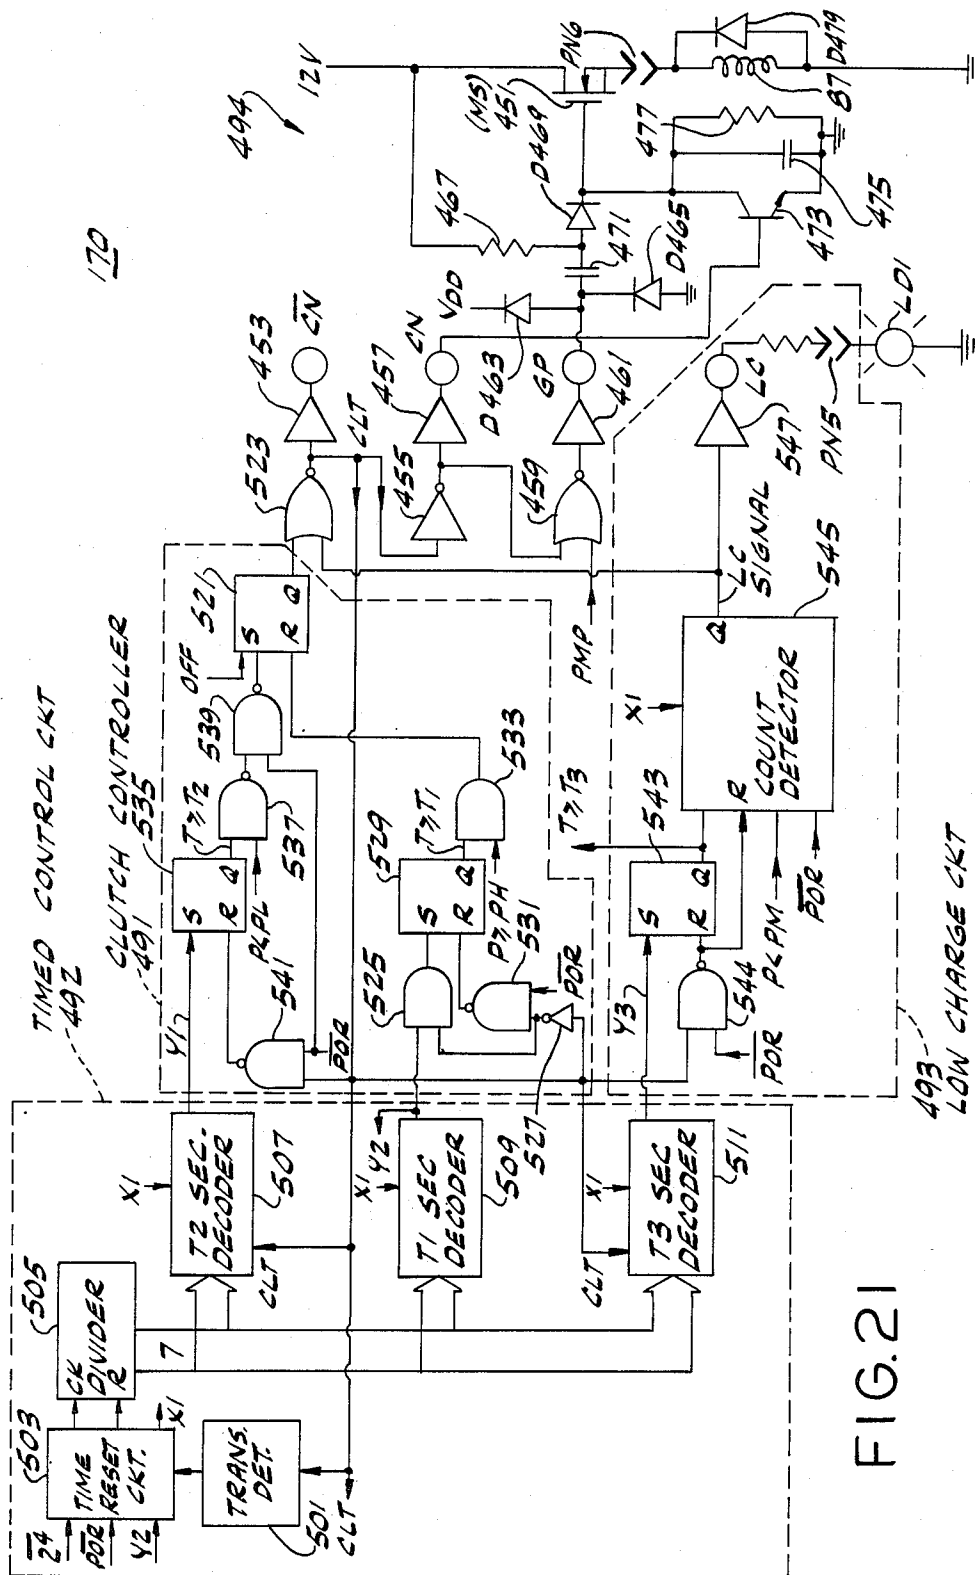 170
494
TIMED CONTROL CKT
492
CLUTCH CONTROLLER
491
503
505
24
POR
Y2
TIME
RESET
CKT.
CK
DIVIDER
R
X1
TRANS.
DET.
501
CLT
7
X1
T2 SEC.
DECODER
507
CLT
X1
Y2
T1 SEC
DECODER
509
527
CLT
X1
T3 SEC
DECODER
511
Y1
535
S
R Q
T≥T2
P<PL
537
539
541
POR
OFF
521
S
R Q
525
529
S
R Q
T≥T1
P≥PH
531
POR
533
Y3
543
S
R Q
T≥T3
544
POR
X1
R
COUNT
DETECTOR
Q
545
P<PM
POR
LC
SIGNAL
PMP
523
453
CN
CLT
455
457
CN
459
461
GP
D463
VDD
D465
467
471
D469
12V
(MS)
451
PN6
D479
87
477
475
473
547
LC
PN5
LD1
493
LOW CHARGE CKT
FIG.21